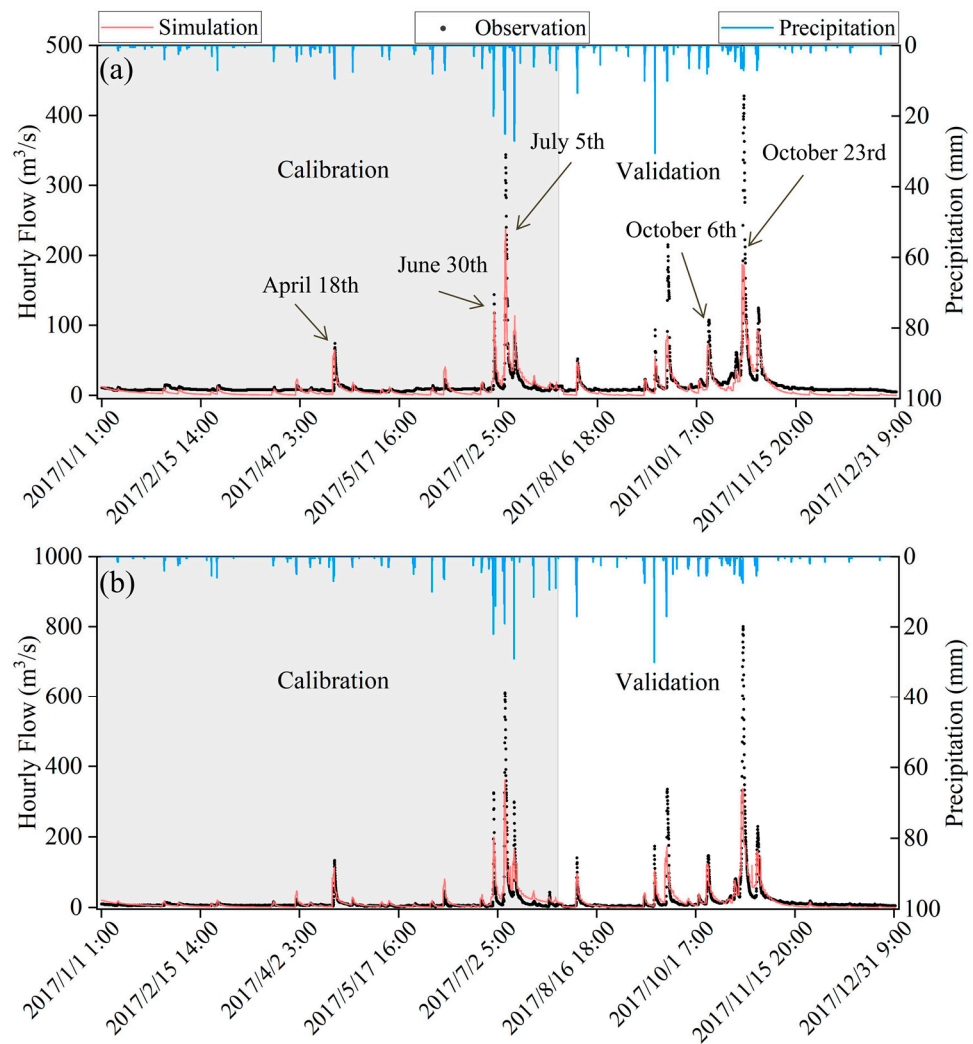 Simulation Observation Precipitation
500 0
(a)
400 20
July 5th
October 23rd
Calibration Validation
300 40
October 6th
200 60
June 30th
April 18th
100 80
0 100
Hourly Flow (m³/s)
Precipitation (mm)
2017/1/1 1:00 2017/2/15 14:00 2017/4/2 3:00 2017/5/17 16:00 2017/7/2 5:00 2017/8/16 18:00 2017/10/1 7:00 2017/11/15 20:00 2017/12/31 9:00
1000 0
(b)
800 20
Calibration Validation
600 40
400 60
200 80
0 100
Hourly Flow (m³/s)
Precipitation (mm)
2017/1/1 1:00 2017/2/15 14:00 2017/4/2 3:00 2017/5/17 16:00 2017/7/2 5:00 2017/8/16 18:00 2017/10/1 7:00 2017/11/15 20:00 2017/12/31 9:00